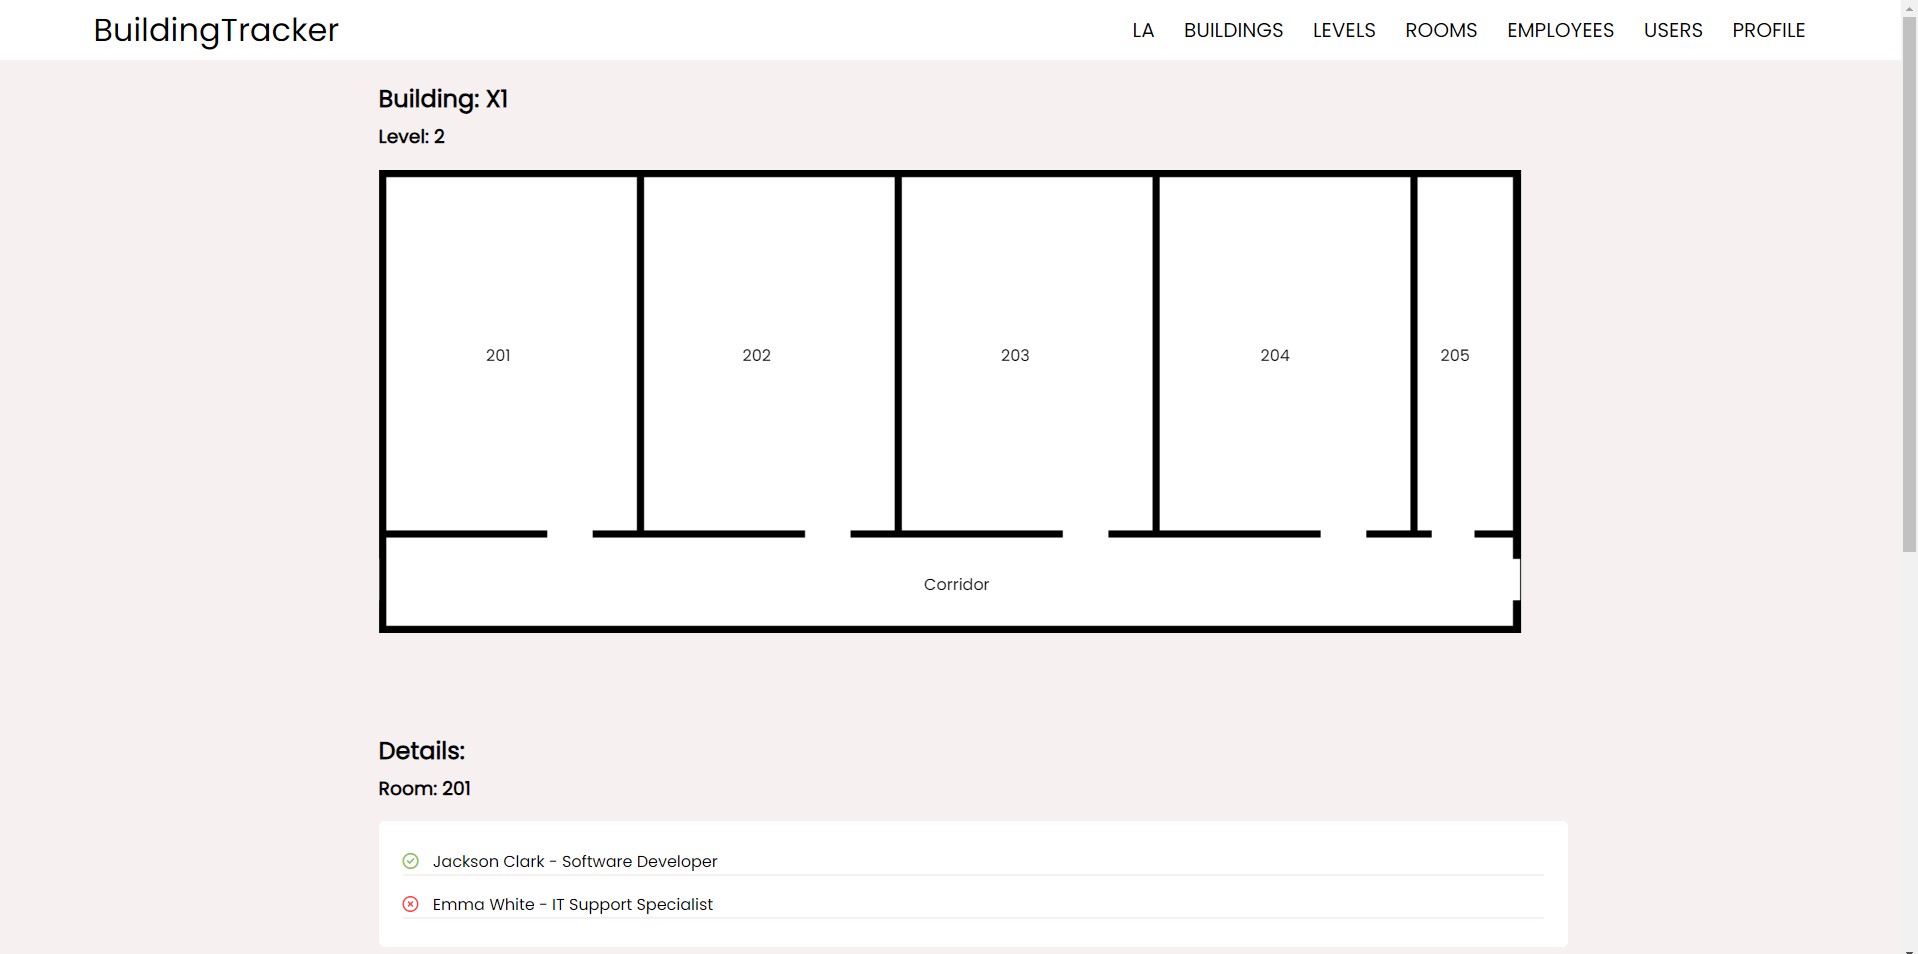 BuildingTracker LA BUILDINGS LEVELS ROOMS EMPLOYEES USERS PROFILE
Building: X1
Level: 2
201 202 203 204 205
Corridor
Details:
Room: 201
Jackson Clark - Software Developer
Emma White - IT Support Specialist